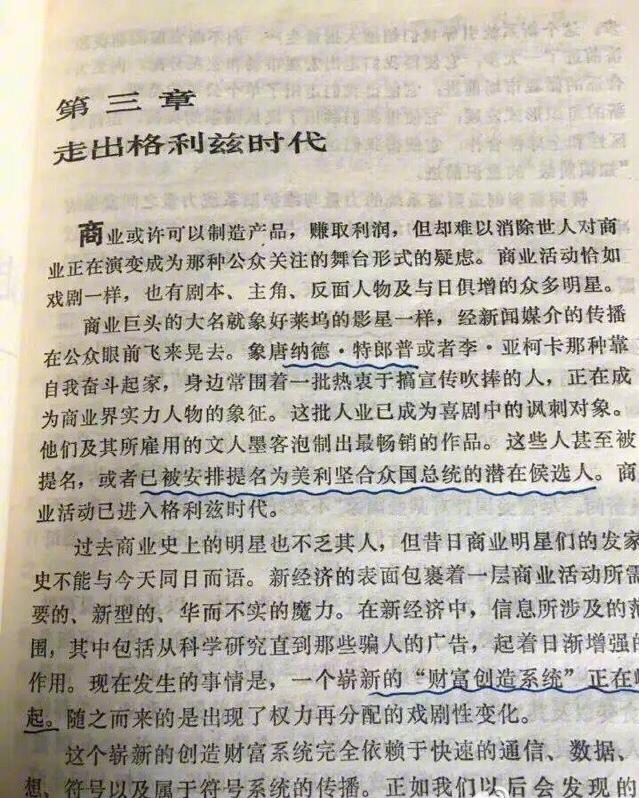 第三章
走出格利兹时代
商业或许可以制造产品，赚取利润，但却难以消除世人对商
业正在演变成为那种公众关注的舞台形式的疑虑。商业活动恰如
戏剧一样，也有剧本、主角、反面人物及与日俱增的众多明星。
商业巨头的大名就象好莱坞的影星一样，经新闻媒介的传播
在公众眼前飞来晃去。象唐纳德·特郎普或者李·亚柯卡那种靠
自我奋斗起家，身边常围着一批热衷于搞宣传吹捧的人，正在成
为商业界实力人物的象征。这批人业已成为喜剧中的讽刺对象。
他们及其所雇用的文人墨客泡制出最畅销的作品。这些人甚至被
提名，或者已被安排提名为美利坚合众国总统的潜在候选人。商
业活动已进入格利兹时代。
过去商业史上的明星也不乏其人，但昔日商业明星们的发家
史不能与今天同日而语。新经济的表面包裹着一层商业活动所需
要的、新型的、华而不实的魔力。在新经济中，信息所涉及的范
围，其中包括从科学研究直到那些骗人的广告，起着日渐增强的
作用。现在发生的事情是，一个崭新的“财富创造系统”正在崛
起。随之而来的是出现了权力再分配的戏剧性变化。
这个崭新的创造财富系统完全依赖于快速的通信、数据、
想、符号以及属于符号系统的传播。正如我们以后会发现的